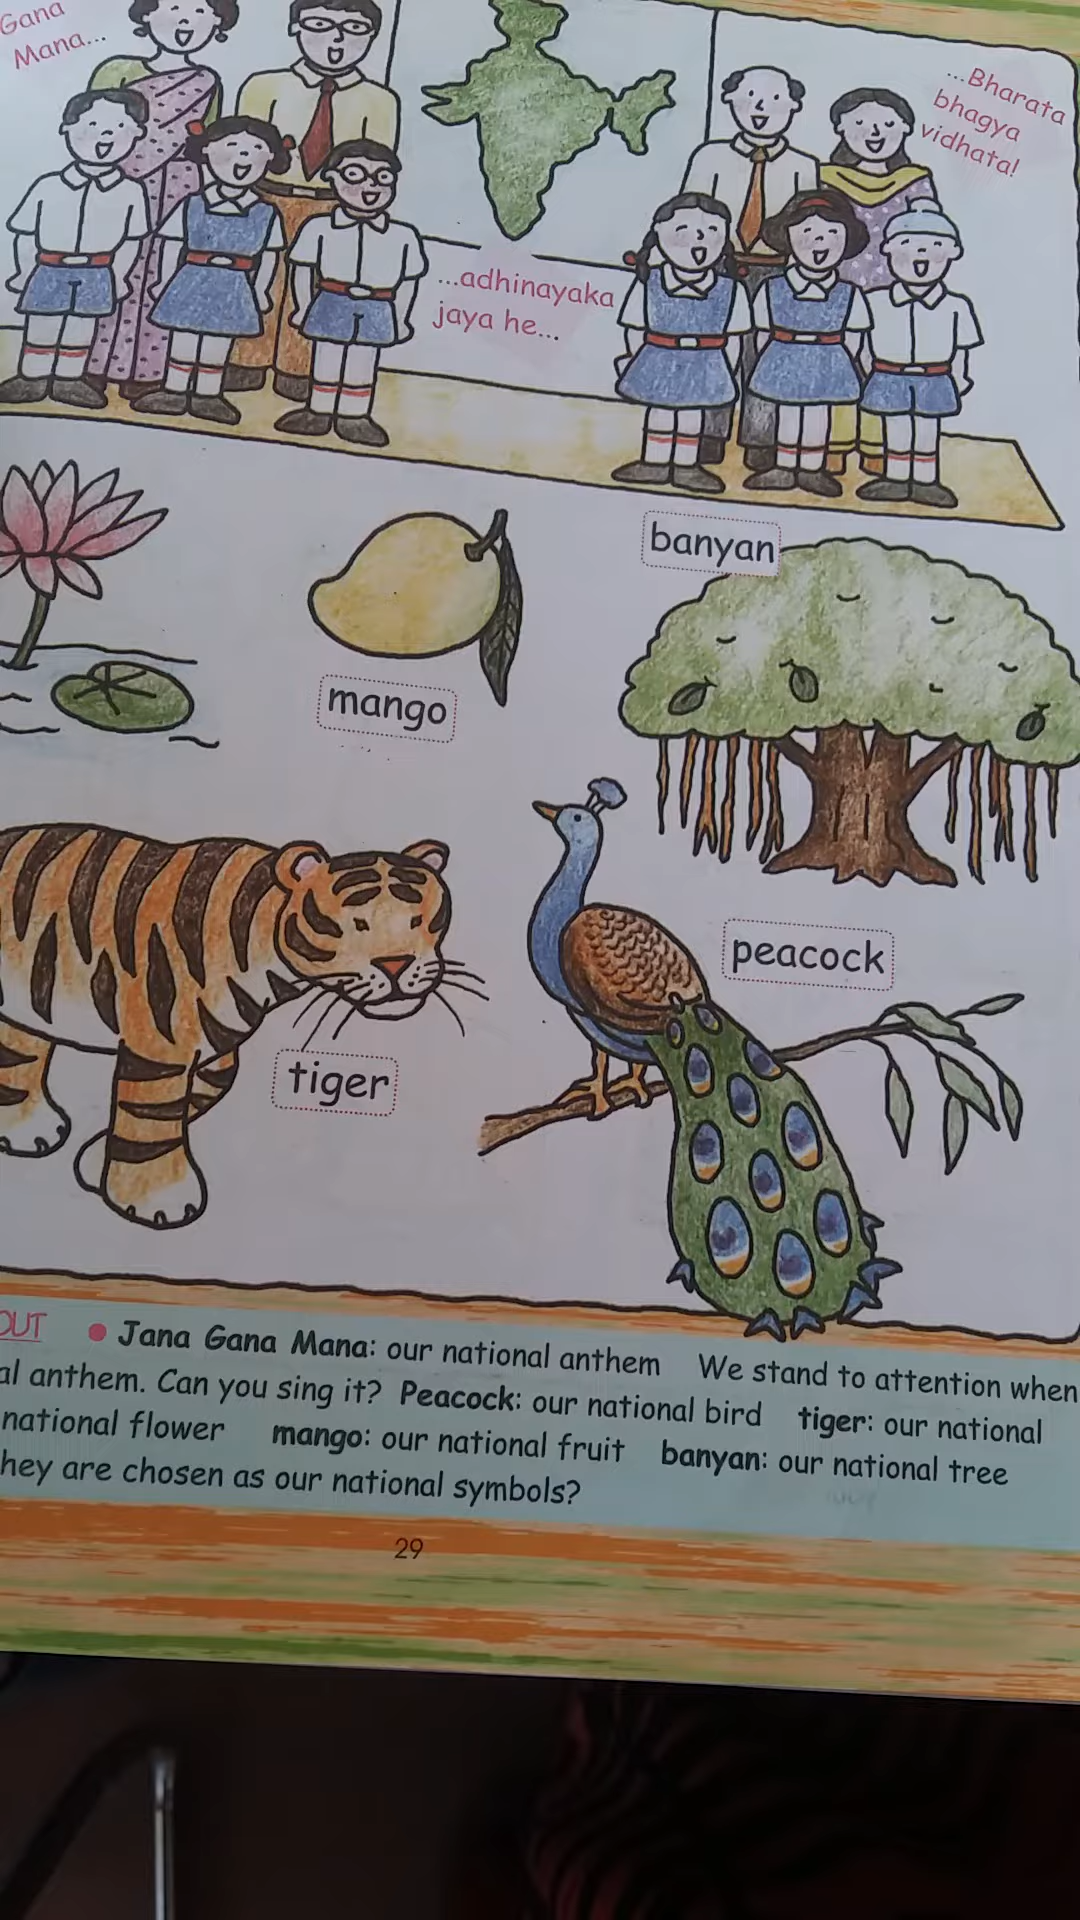 Gana
Mana...
...Bharata
bhagya
vidhata!
...adhinayaka
jaya he...
banyan
mango
peacock
tiger
OUT • Jana Gana Mana: our national anthem We stand to attention when
al anthem. Can you sing it? Peacock: our national bird tiger: our national
national flower mango: our national fruit banyan: our national tree
hey are chosen as our national symbols?
29